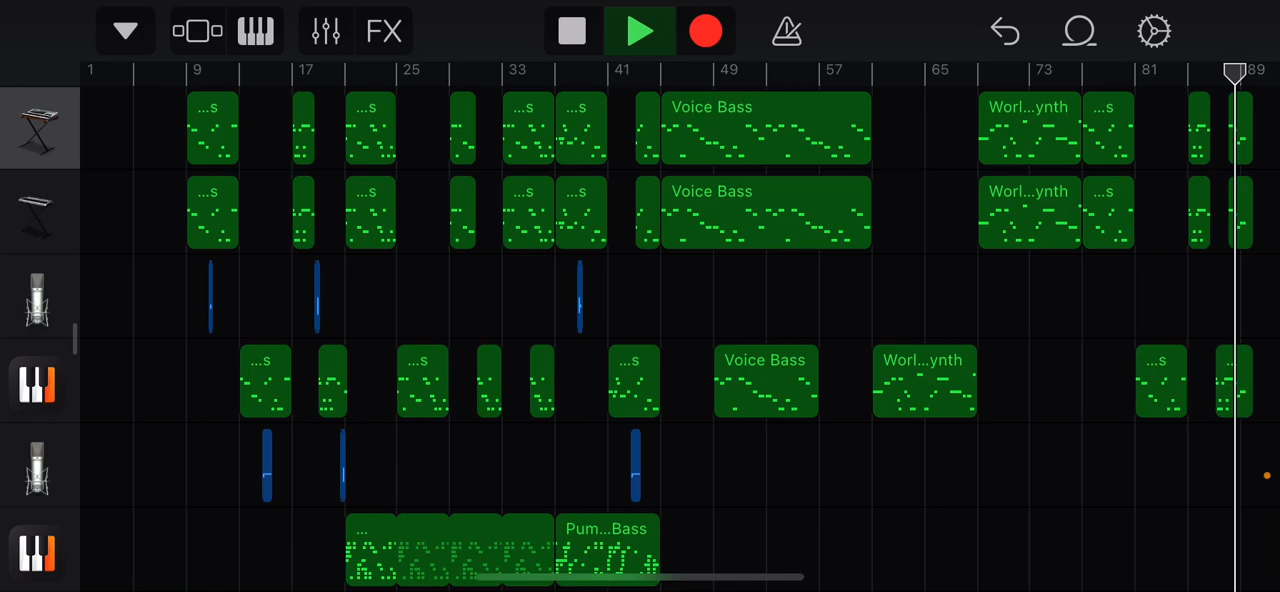 FX
1 9 17 25 33 41 49 57 65 73 81 89
...s ...s ...s ...s Voice Bass Worl...ynth ...s
...s ...s ...s ...s Voice Bass Worl...ynth ...s
...s ...s ...s Voice Bass Worl...ynth ...s ..
... Pum...Bass